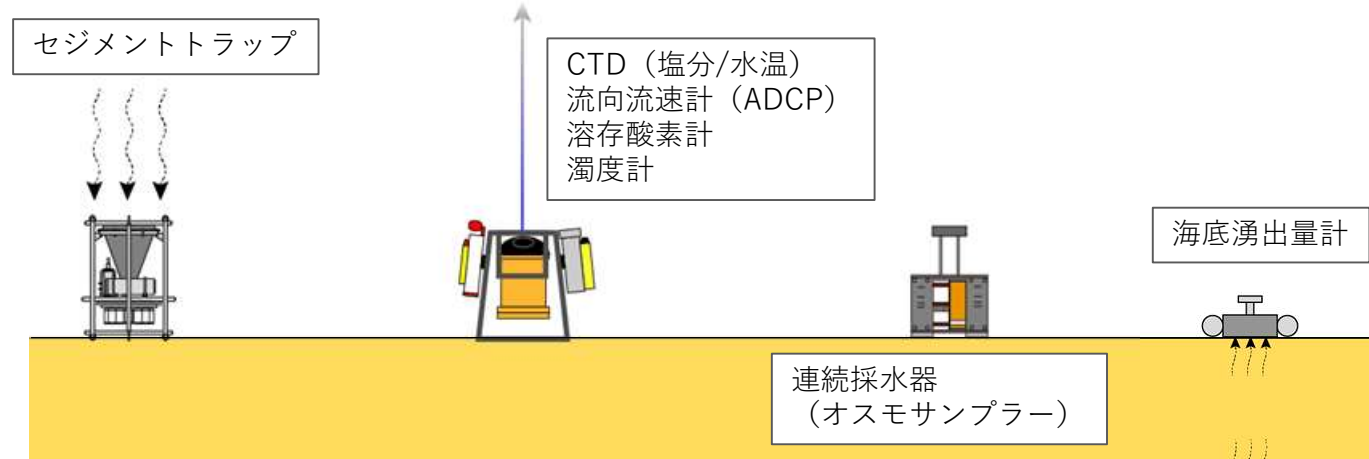 セジメントトラップ
CTD（塩分/水温）
流向流速計（ADCP）
溶存酸素計
濁度計
海底湧出量計
連続採水器
（オスモサンプラー）